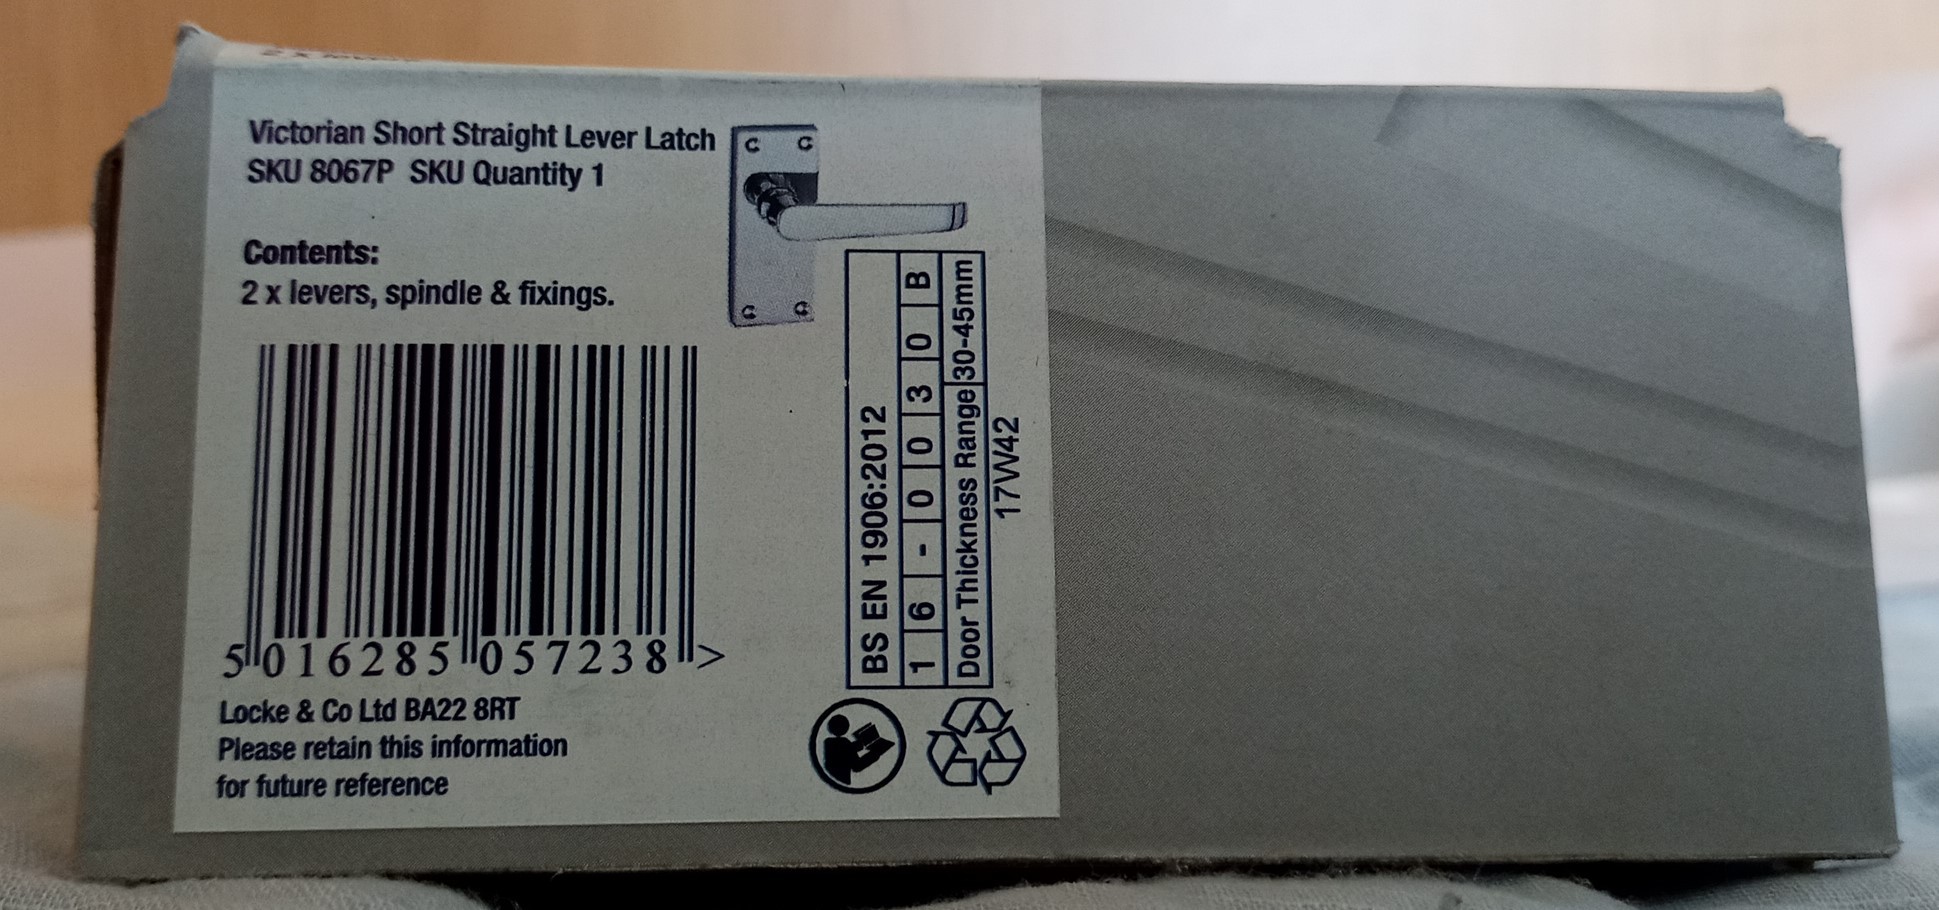 Victorian Short Straight Lever Latch
SKU 8067P SKU Quantity 1
Contents:
2 x levers, spindle & fixings.
5 016285 057238 >
Locke & Co Ltd BA22 8RT
Please retain this information
for future reference
BS EN 1906:2012
1 6 - 0 0 3 0 B
Door Thickness Range 30-45mm
17W42